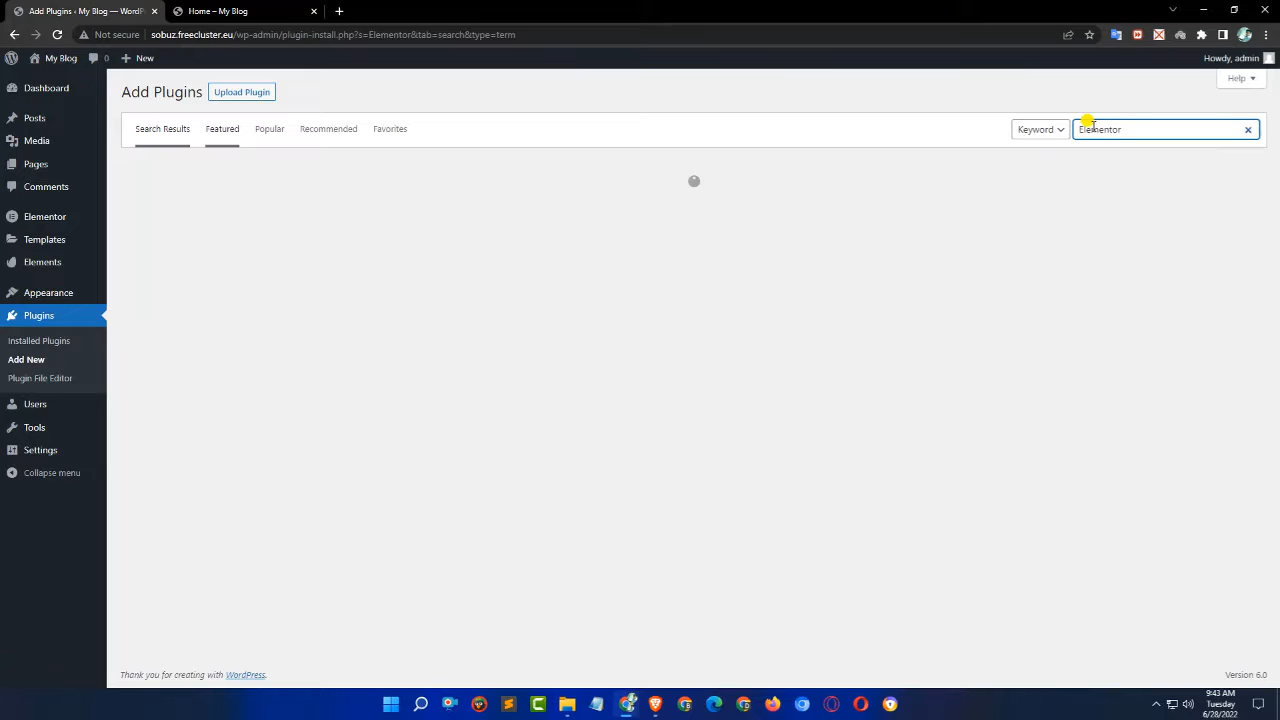 Add Plugins ‹ My Blog — WordP
Home – My Blog
Not secure
sobuz.freecluster.eu/wp-admin/plugin-install.php?s=Elementor&tab=search&type=term
My Blog
0
New
Howdy, admin
Dashboard
Posts
Media
Pages
Comments
Elementor
Templates
Elements
Appearance
Plugins
Installed Plugins
Add New
Plugin File Editor
Users
Tools
Settings
Collapse menu
Help
Add Plugins
Upload Plugin
Search Results
Featured
Popular
Recommended
Favorites
Keyword
Elementor
Thank you for creating with WordPress.
Version 6.0
9:43 AM
Tuesday
6/28/2022